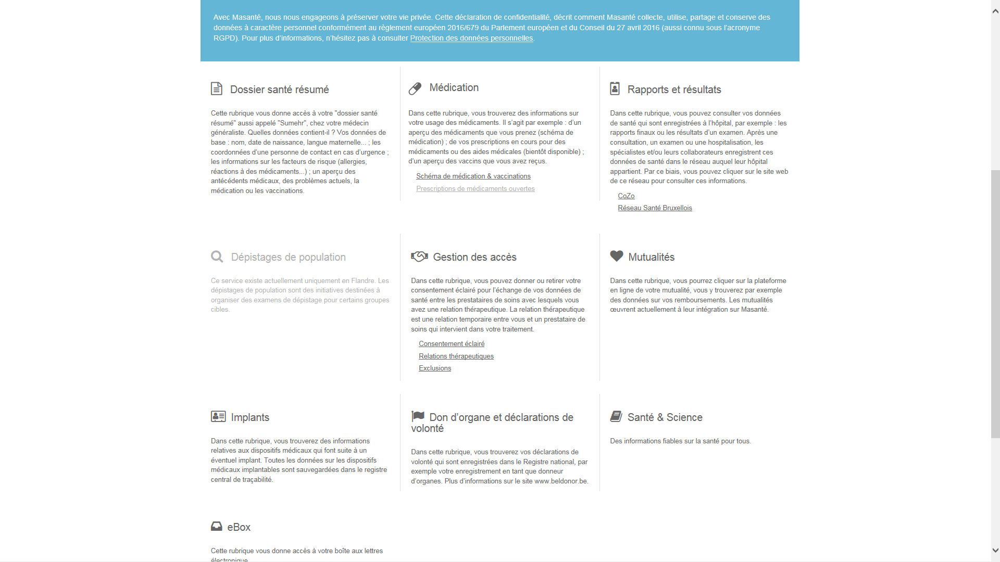 Avec Masanté, nous nous engageons à préserver votre vie privée. Cette déclaration de confidentialité, décrit comment Masanté collecte, utilise, partage et conserve des
données à caractère personnel conformément au règlement européen 2016/679 du Parlement européen et du Conseil du 27 avril 2016 (aussi connu sous l’acronyme
RGPD). Pour plus d’informations, n’hésitez pas à consulter Protection des données personnelles.
Dossier santé résumé
Cette rubrique vous donne accès à votre "dossier santé
résumé" aussi appelé "Sumehr", chez votre médecin
généraliste. Quelles données contient-il ? Vos données de
base : nom, date de naissance, langue maternelle... ; les
coordonnées d’une personne de contact en cas d’urgence ;
les informations sur les facteurs de risque (allergies,
réactions à des médicaments...) ; un aperçu des
antécédents médicaux, des problèmes actuels, la
médication ou les vaccinations.
Médication
Dans cette rubrique, vous trouverez des informations sur
votre usage des médicaments. Il s’agit par exemple : d’un
aperçu des médicaments que vous prenez (schéma de
médication) ; de vos prescriptions en cours pour des
médicaments ou des aides médicales (bientôt disponible) ;
d’un aperçu des vaccins que vous avez reçus.
Schéma de médication & vaccinations
Prescriptions de médicaments ouvertes
Rapports et résultats
Dans cette rubrique, vous pouvez consulter vos données
de santé qui sont enregistrées à l’hôpital, par exemple : les
rapports finaux ou les résultats d’un examen. Après une
consultation, un examen ou une hospitalisation, les
spécialistes et/ou leurs collaborateurs enregistrent ces
données de santé dans le réseau auquel leur hôpital
appartient. Par ce biais, vous pouvez cliquer sur le site web
de ce réseau pour consulter ces informations.
CoZo
Réseau Santé Bruxellois
Dépistages de population
Ce service existe actuellement uniquement en Flandre. Les
dépistages de population sont des initiatives destinées à
organiser des examens de dépistage pour certains groupes
cibles.
Gestion des accès
Dans cette rubrique, vous pouvez donner ou retirer votre
consentement éclairé pour l’échange de vos données de
santé entre les prestataires de soins avec lesquels vous
avez une relation thérapeutique. La relation thérapeutique
est une relation temporaire entre vous et un prestataire de
soins qui intervient dans votre traitement.
Consentement éclairé
Relations thérapeutiques
Exclusions
Mutualités
Dans cette rubrique, vous pourrez cliquer sur la plateforme
en ligne de votre mutualité, vous y trouverez par exemple
des données sur vos remboursements. Les mutualités
œuvrent actuellement à leur intégration sur Masanté.
Implants
Dans cette rubrique, vous trouverez des informations
relatives aux dispositifs médicaux qui font suite à un
éventuel implant. Toutes les données sur les dispositifs
médicaux implantables sont sauvegardées dans le registre
central de traçabilité.
Don d’organe et déclarations de
volonté
Dans cette rubrique, vous trouverez vos déclarations de
volonté qui sont enregistrées dans le Registre national, par
exemple votre enregistrement en tant que donneur
d’organes. Plus d’informations sur le site www.beldonor.be.
Santé & Science
Des informations fiables sur la santé pour tous.
eBox
Cette rubrique vous donne accès à votre boîte aux lettres
électronique